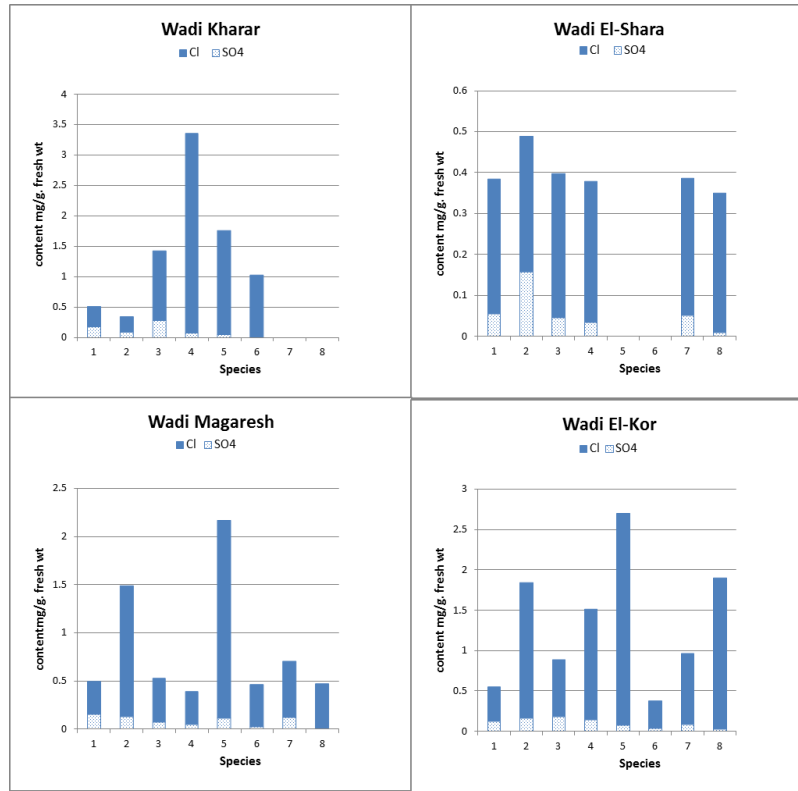 Wadi Kharar
Cl SO4
content mg/g. fresh wt
4
3.5
3
2.5
2
1.5
1
0.5
0
1 2 3 4 5 6 7 8
Species
Wadi El-Shara
Cl SO4
content mg/g. fresh wt
0.6
0.5
0.4
0.3
0.2
0.1
0
1 2 3 4 5 6 7 8
Species
Wadi Magaresh
Cl SO4
contentmg/g. fresh wt
2.5
2
1.5
1
0.5
0
1 2 3 4 5 6 7 8
Species
Wadi El-Kor
Cl SO4
content mg/g. fresh wt
3
2.5
2
1.5
1
0.5
0
1 2 3 4 5 6 7 8
Species